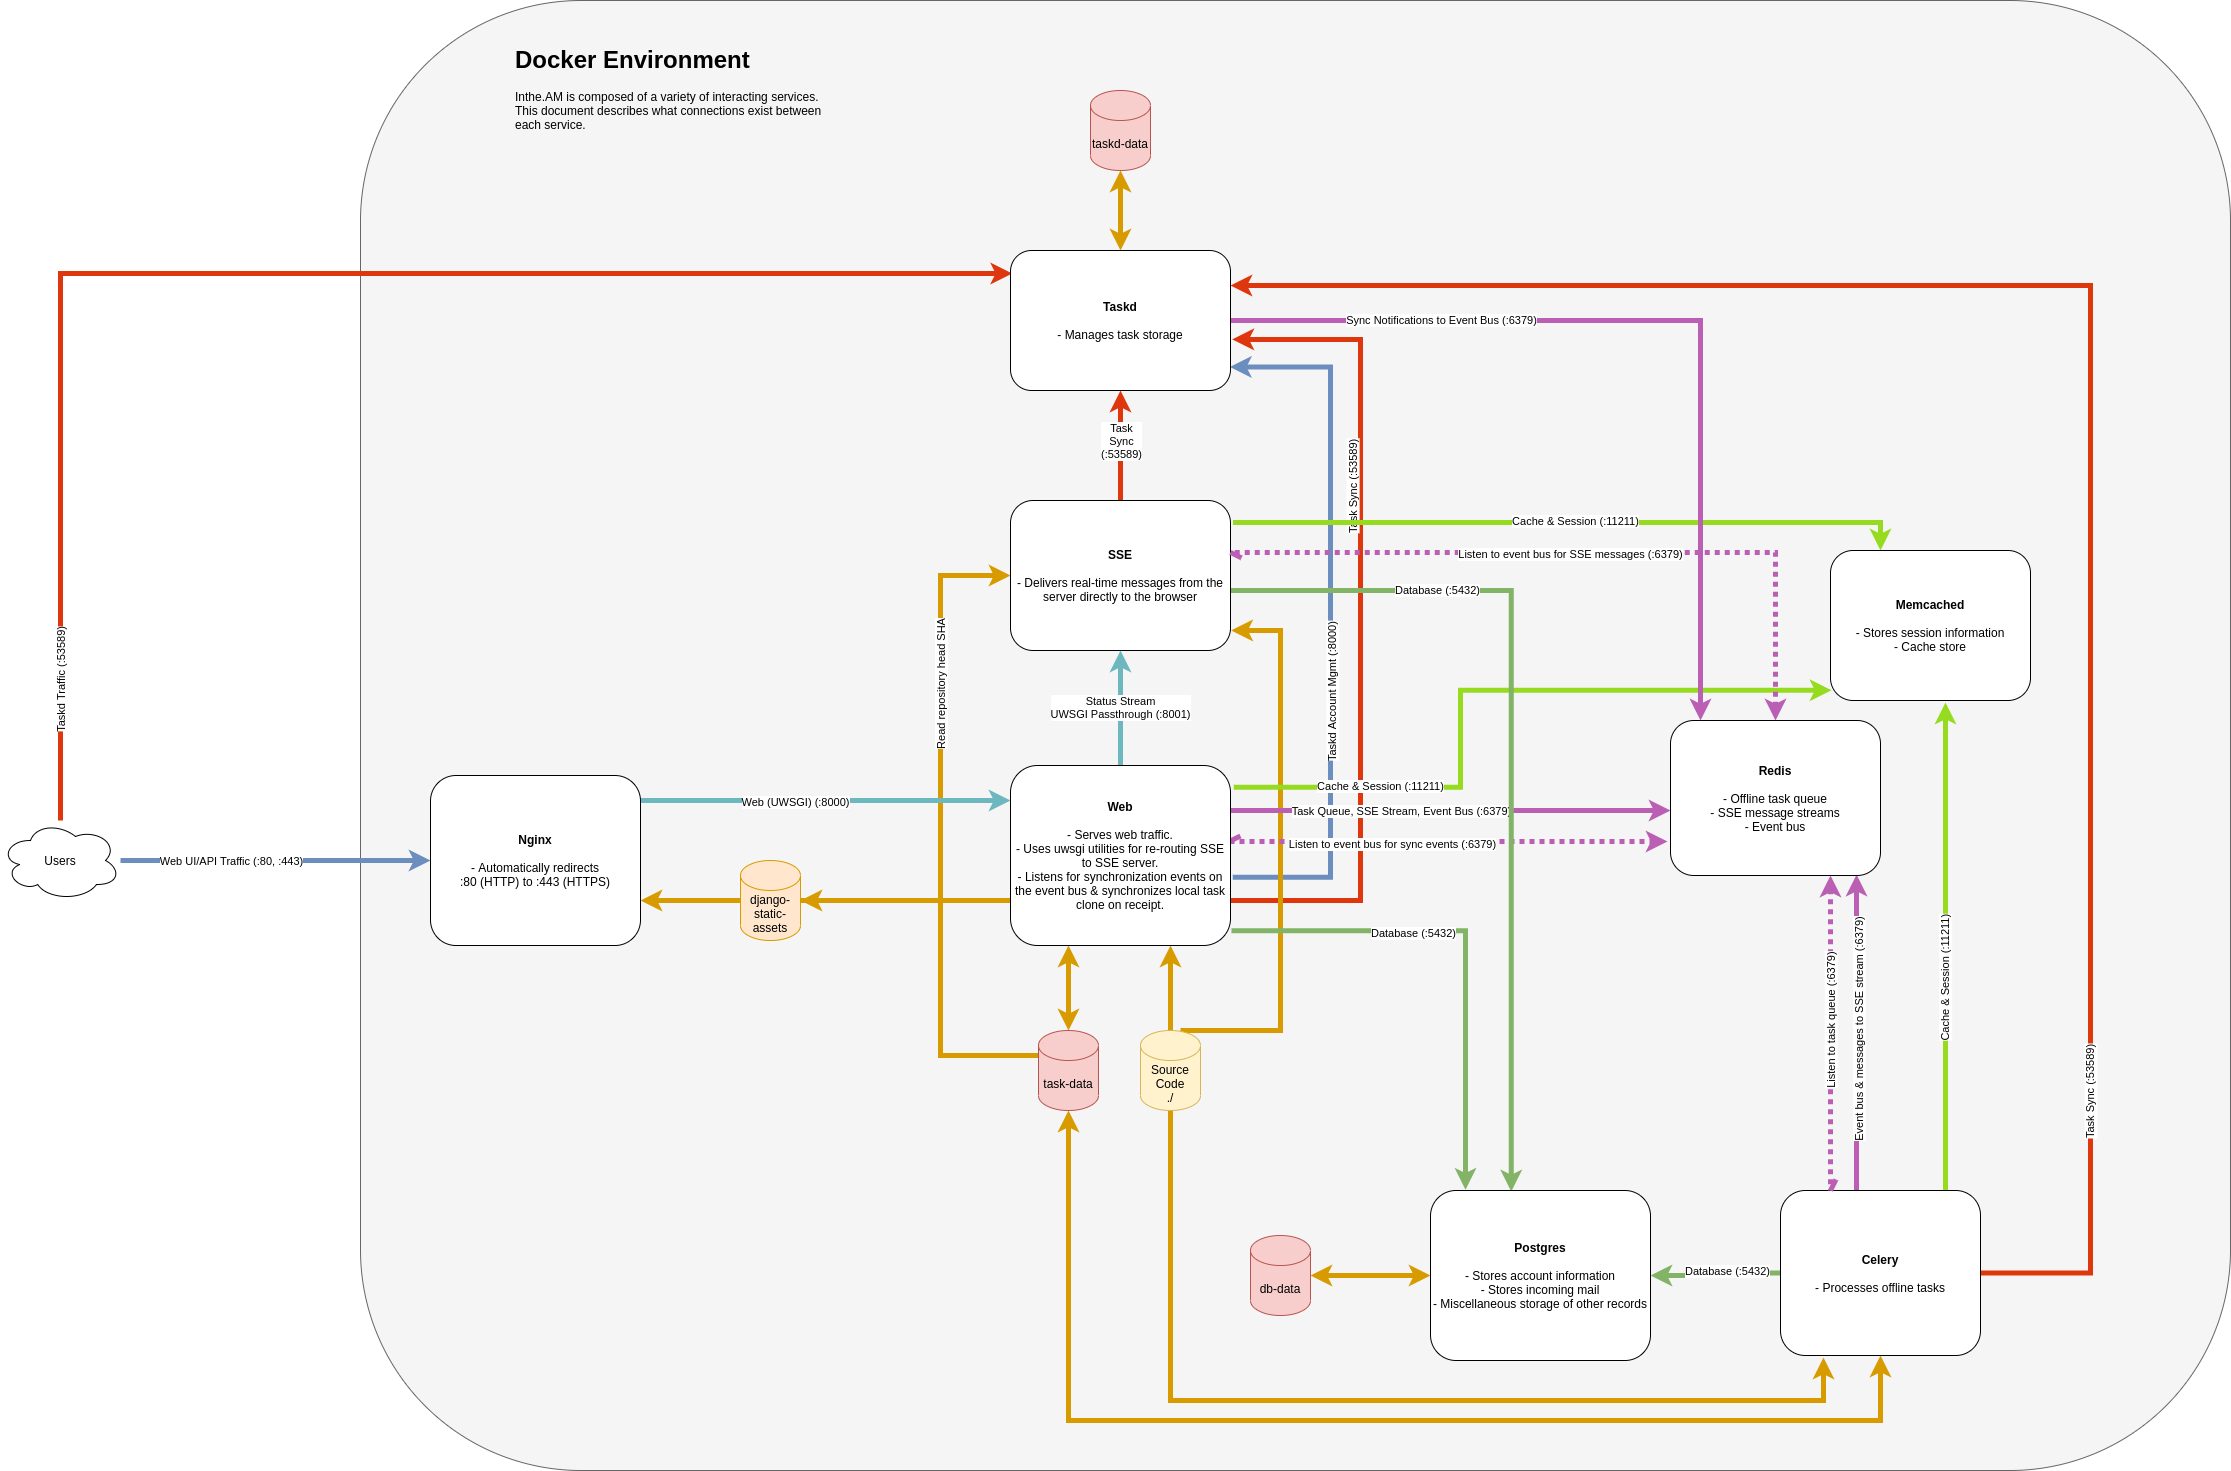 Docker Environment
Inthe.AM is composed of a variety of interacting services.
This document describes what connections exist between
each service.
taskd-data
Taskd
- Manages task storage
Sync Notifications to Event Bus (:6379)
Task
Sync
(:53589)
Task Sync (:53589)
Cache & Session (:11211)
SSE
- Delivers real-time messages from the
server directly to the browser
Listen to event bus for SSE messages (:6379)
Database (:5432)
Memcached
- Stores session information
- Cache store
Taskd Traffic (:53589)
Read repository head SHA
Status Stream
UWSGI Passthrough (:8001)
Taskd Account Mgmt (:8000)
Redis
- Offline task queue
- SSE message streams
- Event bus
Users
Web UI/API Traffic (:80, :443)
Nginx
- Automatically redirects
:80 (HTTP) to :443 (HTTPS)
Web (UWSGI) (:8000)
django-
static-
assets
Web
- Serves web traffic.
- Uses uwsgi utilities for re-routing SSE
to SSE server.
- Listens for synchronization events on
the event bus & synchronizes local task
clone on receipt.
Cache & Session (:11211)
Task Queue, SSE Stream, Event Bus (:6379)
Listen to event bus for sync events (:6379)
Database (:5432)
task-data
Source
Code
./
Listen to task queue (:6379)
Event bus & messages to SSE stream (:6379)
Cache & Session (:11211)
Task Sync (:53589)
db-data
Postgres
- Stores account information
- Stores incoming mail
- Miscellaneous storage of other records
Database (:5432)
Celery
- Processes offline tasks